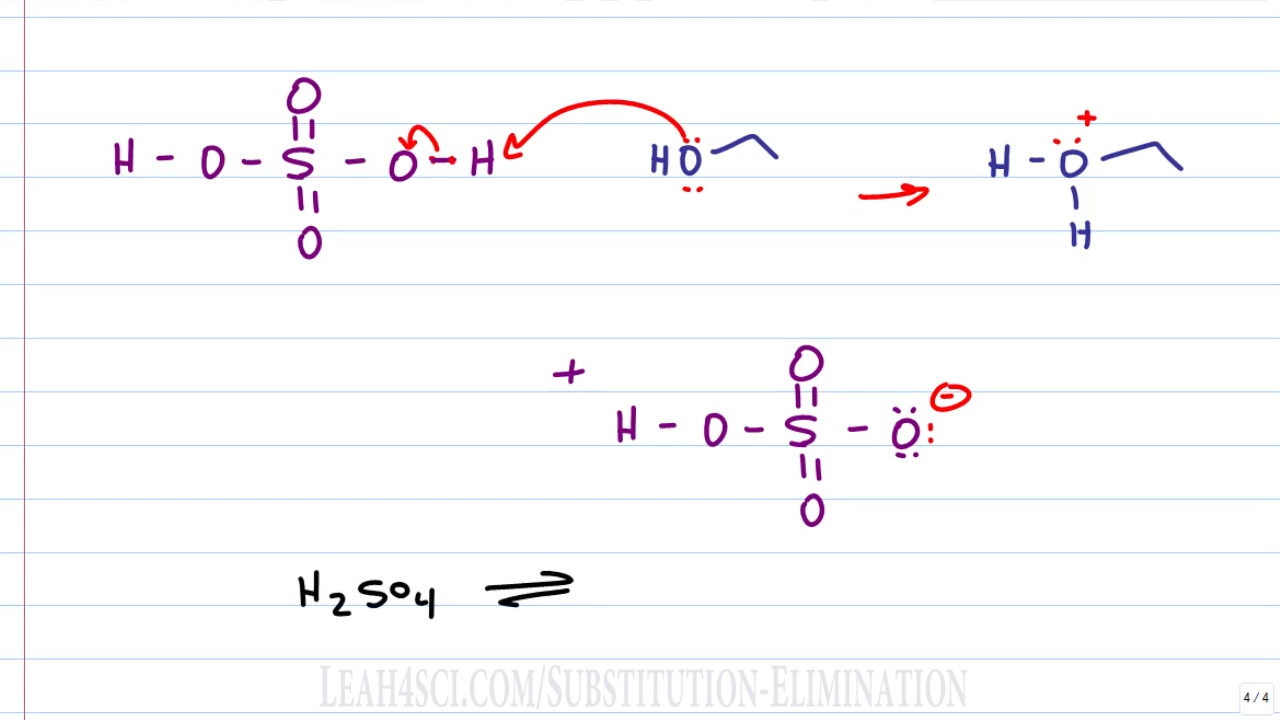 O O
H - O - S - O - H HO → H - O +
O H
+ O
H - O - S - O ⊖
O
H₂SO₄ ⇌
LEAH4SCI.COM/SUBSTITUTION-ELIMINATION
4 / 4